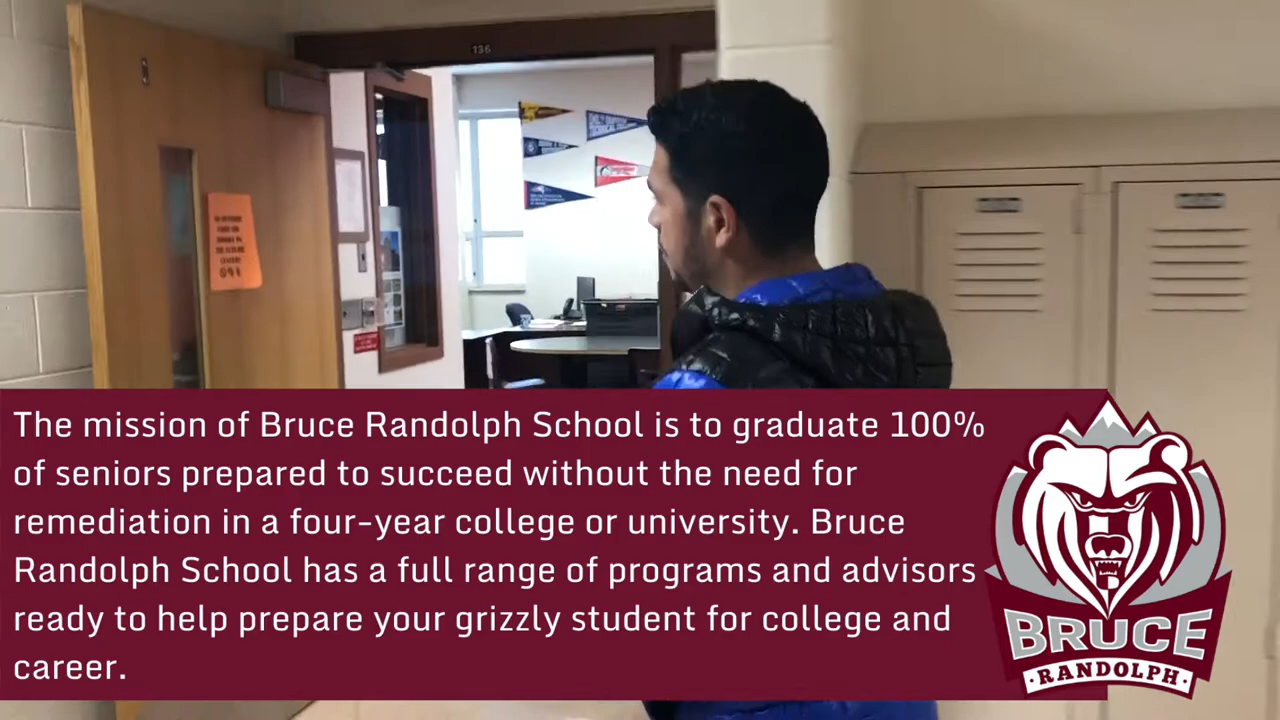 136
The mission of Bruce Randolph School is to graduate 100%
of seniors prepared to succeed without the need for
remediation in a four-year college or university. Bruce
Randolph School has a full range of programs and advisors
ready to help prepare your grizzly student for college and
career.
BRUCE
·RANDOLPH·